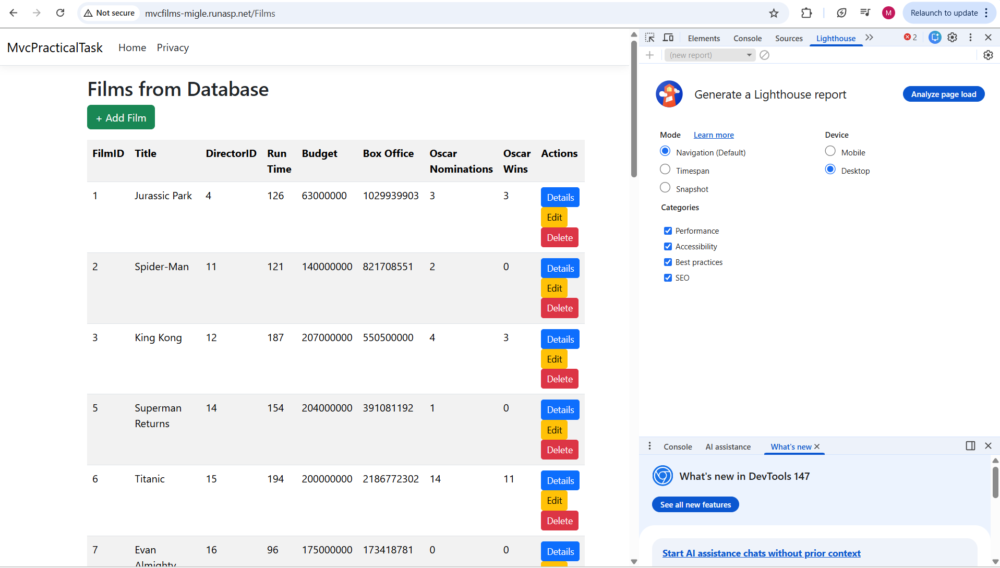 Not secure mvcfilms-migle.runasp.net/Films M Relaunch to update
MvcPracticalTask Home Privacy
Films from Database
+ Add Film
FilmID Title DirectorID Run Time Budget Box Office Oscar Nominations Oscar Wins Actions
1 Jurassic Park 4 126 63000000 1029939903 3 3 Details
Edit
Delete
2 Spider-Man 11 121 140000000 821708551 2 0 Details
Edit
Delete
3 King Kong 12 187 207000000 550500000 4 3 Details
Edit
Delete
5 Superman Returns 14 154 204000000 391081192 1 0 Details
Edit
Delete
6 Titanic 15 194 200000000 2186772302 14 11 Details
Edit
Delete
7 Evan Almighty 16 96 175000000 173418781 0 0 Details
Elements Console Sources Lighthouse 2
(new report)
Generate a Lighthouse report Analyze page load
Mode Learn more
Navigation (Default)
Timespan
Snapshot
Device
Mobile
Desktop
Categories
Performance
Accessibility
Best practices
SEO
Console AI assistance What's new
What's new in DevTools 147
See all new features
Start AI assistance chats without prior context